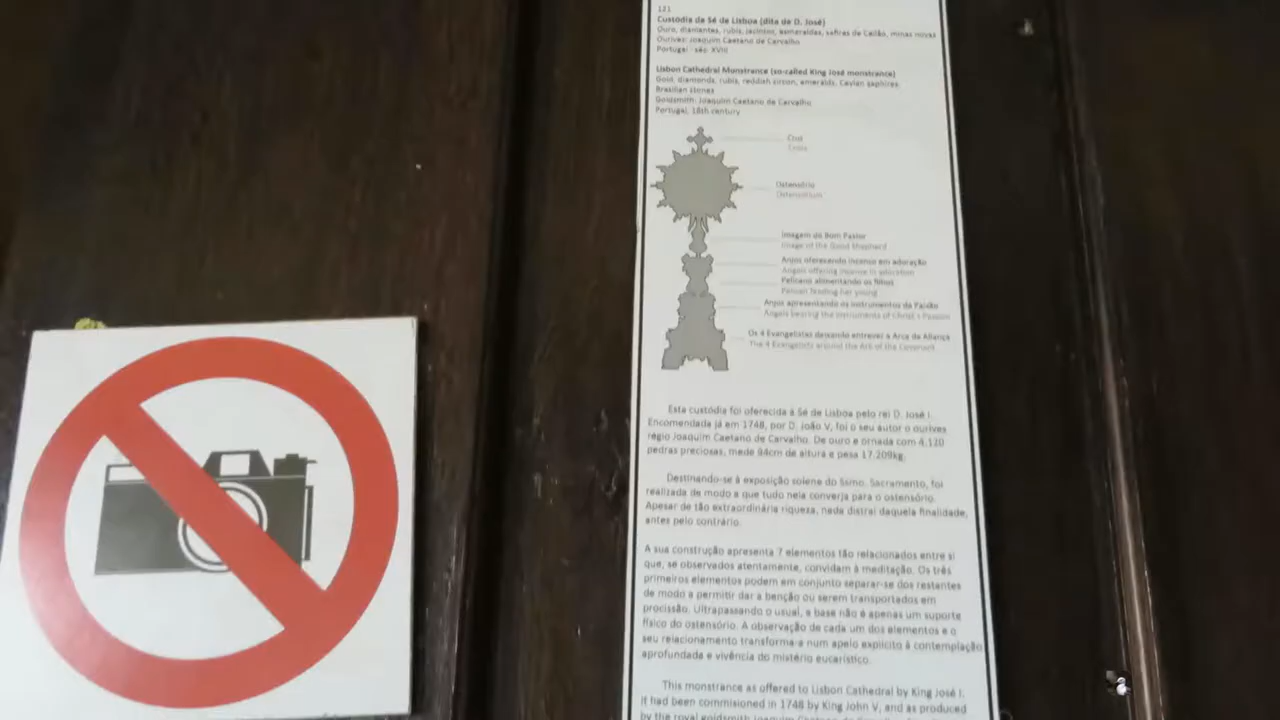 121
Custódia da Sé de Lisboa (dita de D. José)
Ouro, diamantes, rubis, jacintos, esmeraldas, safiras de Ceilão, minas novas
Ourives: Joaquim Caetano de Carvalho
Portugal - séc. XVIII
Lisbon Cathedral Monstrance (so-called King José monstrance)
Gold, diamonds, rubis, reddish zircon, emeralds, Ceylan saphires,
Brasilian stones
Goldsmith: Joaquim Caetano de Carvalho
Portugal, 18th century
Cruz
Cross
Ostensório
Ostensorium
Imagem do Bom Pastor
Image of the Good Shepherd
Anjos oferecendo incenso em adoração
Angels offering incense in adoration
Pelicano alimentando os filhos
Pelican feeding her young
Anjos apresentando os instrumentos da Paixão
Angels bearing the instruments of Christ's Passion
Os 4 Evangelistas deixando entrever a Arca da Aliança
The 4 Evangelists around the Ark of the Covenant
Esta custódia foi oferecida à Sé de Lisboa pelo rei D. José I.
Encomendada já em 1748, por D. João V, foi o seu autor o ourives
régio Joaquim Caetano de Carvalho. De ouro e ornada com 4.120
pedras preciosas, mede 94cm de altura e pesa 17.209kg.
Destinando-se à exposição solene do Ssmo. Sacramento, foi
realizada de modo a que tudo nela converja para o ostensório.
Apesar de tão extraordinária riqueza, nada distrai daquela finalidade,
antes pelo contrário.
A sua construção apresenta 7 elementos tão relacionados entre si
que, se observados atentamente, convidam à meditação. Os três
primeiros elementos podem em conjunto separar-se dos restantes
de modo a permitir dar a benção ou serem transportados em
procissão. Ultrapassando o usual, a base não é apenas um suporte
físico do ostensório. A observação de cada um dos elementos e o
seu relacionamento transforma-a num apelo explícito à contemplação
aprofundada e vivência do mistério eucarístico.
This monstrance as offered to Lisbon Cathedral by King José I.
It had been commisioned in 1748 by King John V, and as produced
by the royal goldsmith Joaquim Caetano de Carvalho